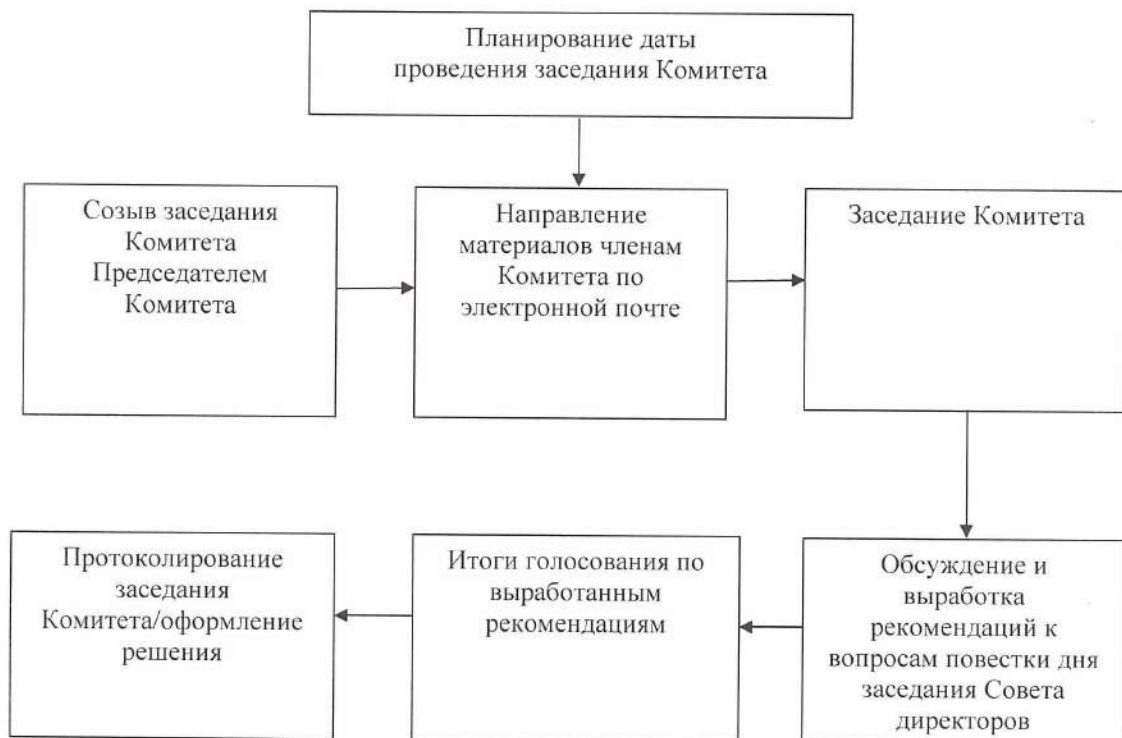 Планирование даты
проведения заседания Комитета
Созыв заседания
Комитета
Председателем
Комитета
Направление
материалов членам
Комитета по
электронной почте
Заседание Комитета
Протоколирование
заседания
Комитета/оформление
решения
Итоги голосования по
выработанным
рекомендациям
Обсуждение и
выработка
рекомендаций к
вопросам повестки дня
заседания Совета
директоров